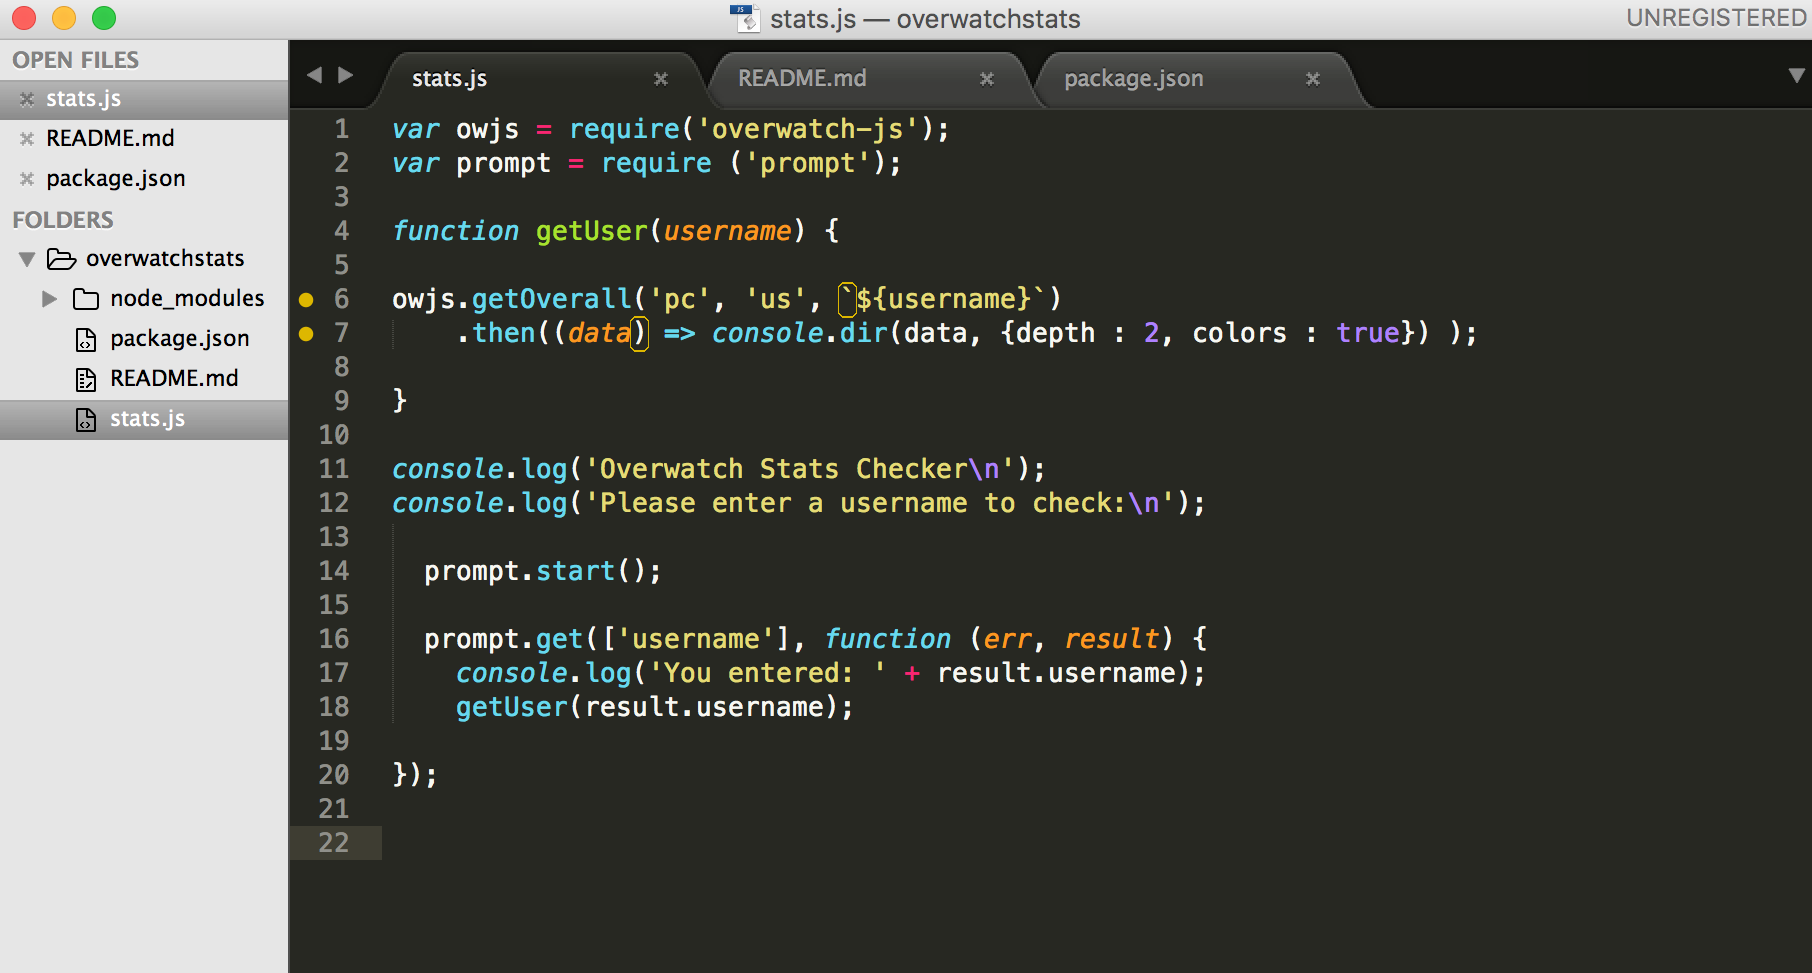 stats.js — overwatchstats
UNREGISTERED
OPEN FILES
stats.js
README.md
package.json
FOLDERS
overwatchstats
node_modules
package.json
README.md
stats.js
stats.js README.md package.json
1 var owjs = require('overwatch-js');
2 var prompt = require ('prompt');
3
4 function getUser(username) {
5
6 owjs.getOverall('pc', 'us', `${username}`)
7     .then((data) => console.dir(data, {depth : 2, colors : true}) );
8
9 }
10
11 console.log('Overwatch Stats Checker\n');
12 console.log('Please enter a username to check:\n');
13
14   prompt.start();
15
16   prompt.get(['username'], function (err, result) {
17     console.log('You entered: ' + result.username);
18     getUser(result.username);
19
20 });
21
22